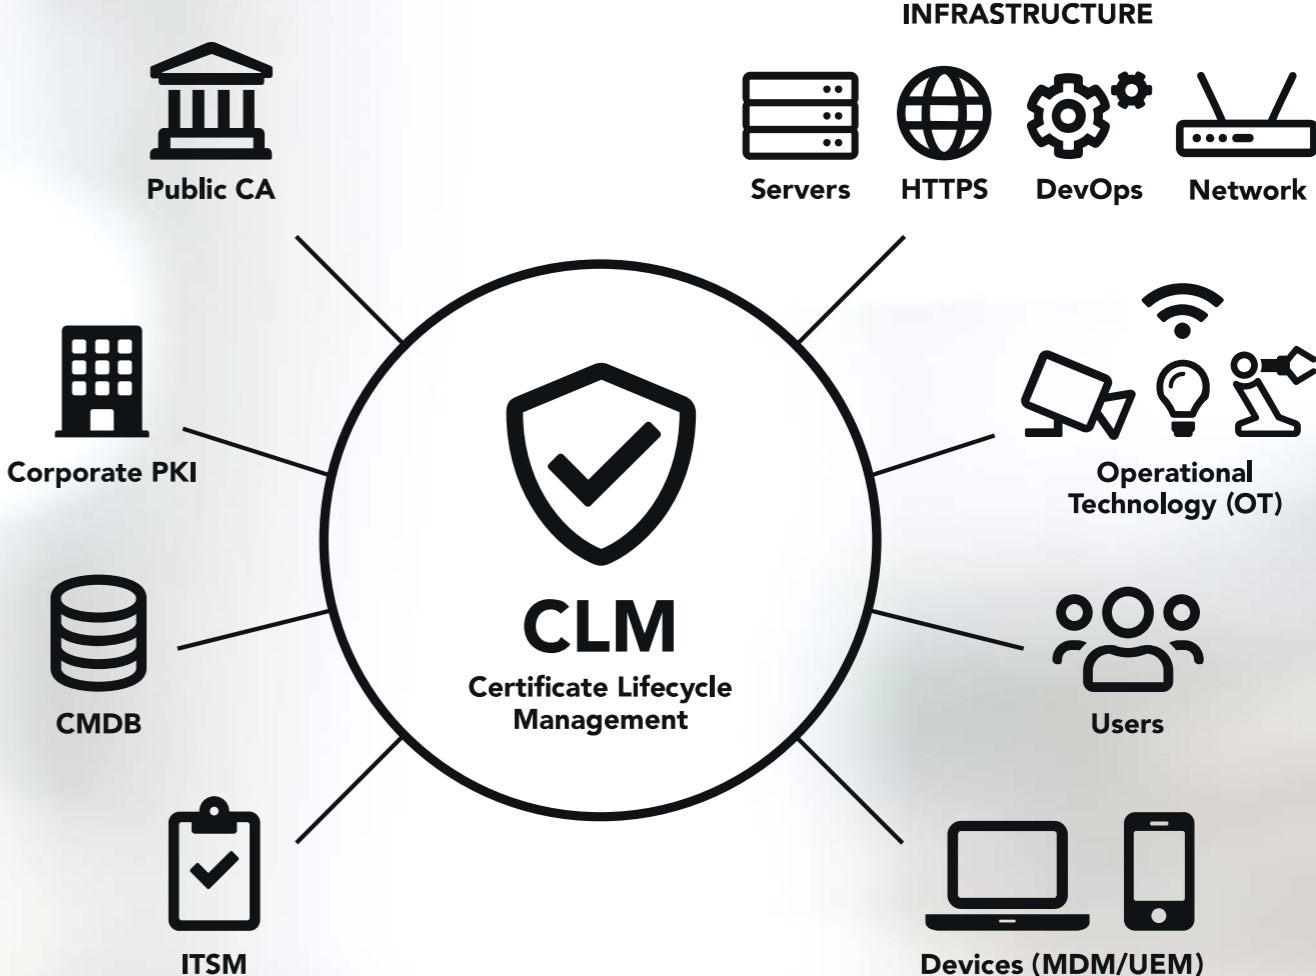 INFRASTRUCTURE
Public CA
Servers
HTTPS
DevOps
Network
Corporate PKI
Operational
Technology (OT)
CLM
Certificate Lifecycle
Management
CMDB
Users
ITSM
Devices (MDM/UEM)